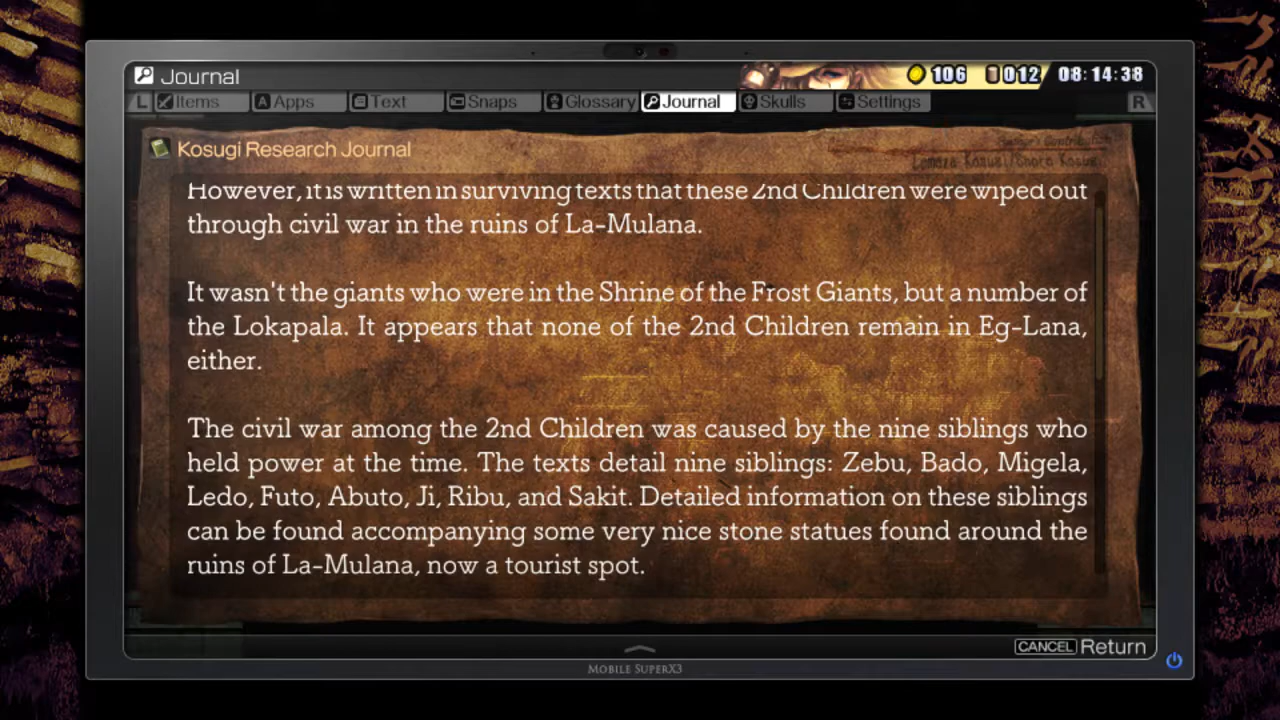 Journal
106 012 08:14:38
L Items Apps Text Snaps Glossary Journal Skulls Settings R
Kosugi Research Journal
Lemeza Kosugi/Shorn Kosugi
However, it is written in surviving texts that these 2nd Children were wiped out
through civil war in the ruins of La-Mulana.
It wasn't the giants who were in the Shrine of the Frost Giants, but a number of
the Lokapala. It appears that none of the 2nd Children remain in Eg-Lana,
either.
The civil war among the 2nd Children was caused by the nine siblings who
held power at the time. The texts detail nine siblings: Zebu, Bado, Migela,
Ledo, Futo, Abuto, Ji, Ribu, and Sakit. Detailed information on these siblings
can be found accompanying some very nice stone statues found around the
ruins of La-Mulana, now a tourist spot.
CANCEL Return
MOBILE SUPERX3